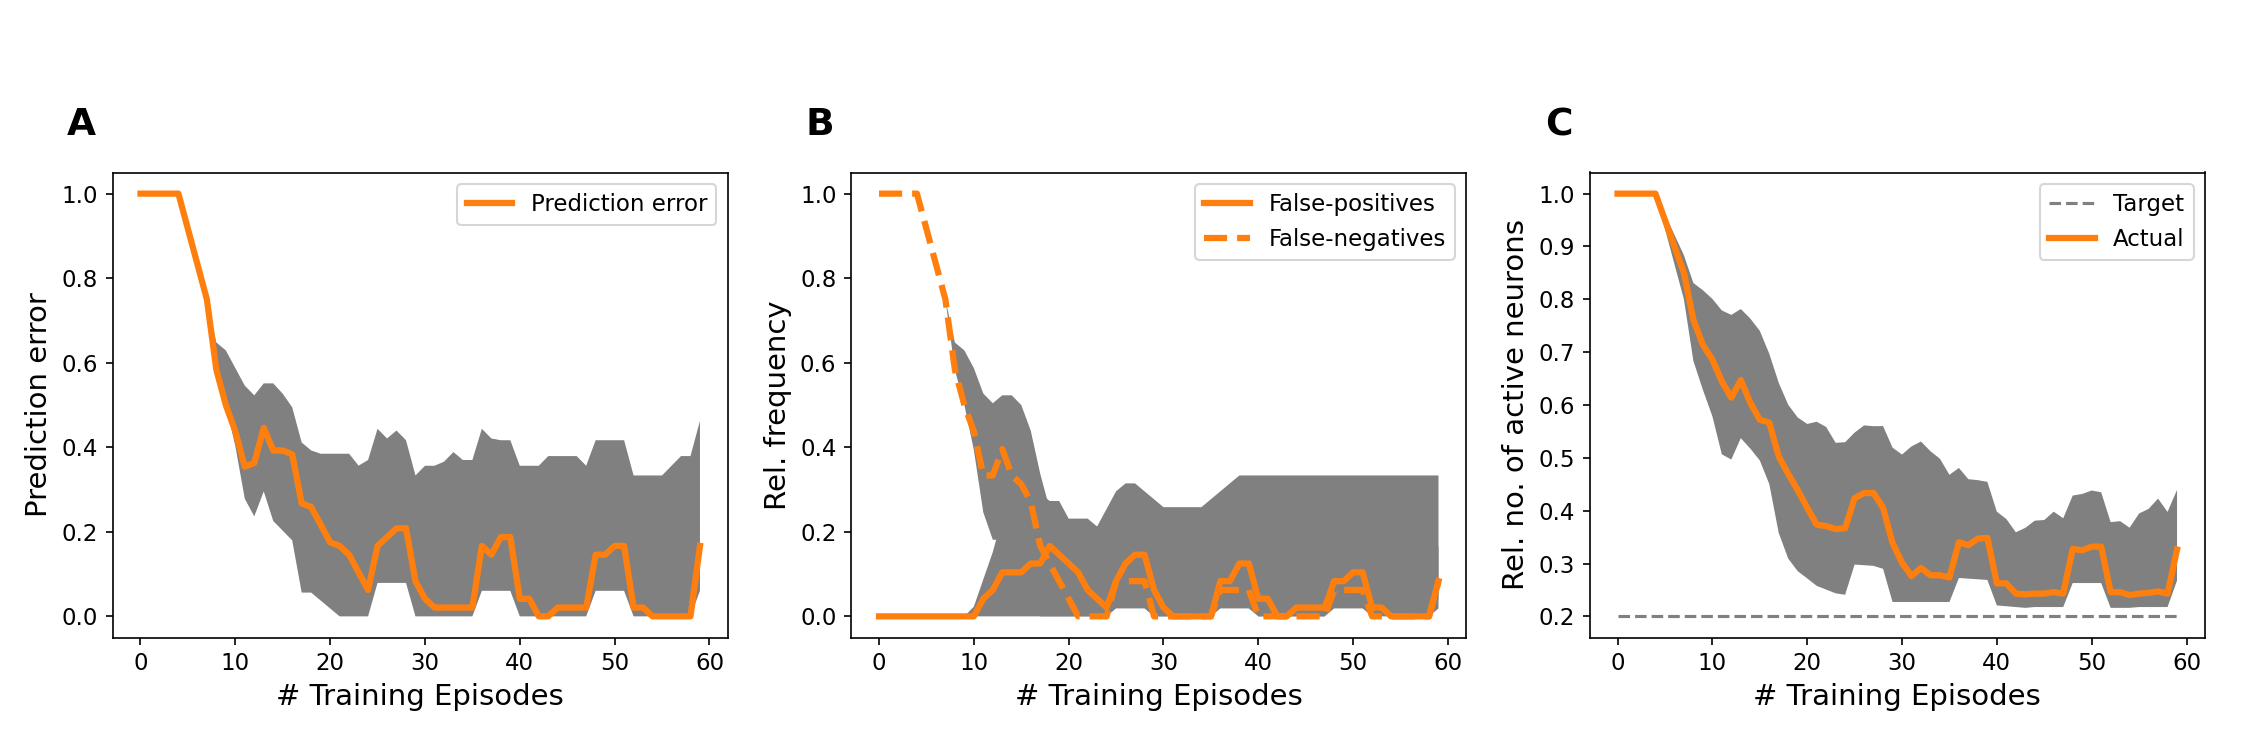 A
B
C
Prediction error
1.0
0.8
0.6
0.4
0.2
0.0
0 10 20 30 40 50 60
# Training Episodes
Prediction error
Rel. frequency
1.0
0.8
0.6
0.4
0.2
0.0
0 10 20 30 40 50 60
# Training Episodes
False-positives
False-negatives
Rel. no. of active neurons
1.0
0.9
0.8
0.7
0.6
0.5
0.4
0.3
0.2
0 10 20 30 40 50 60
# Training Episodes
Target
Actual